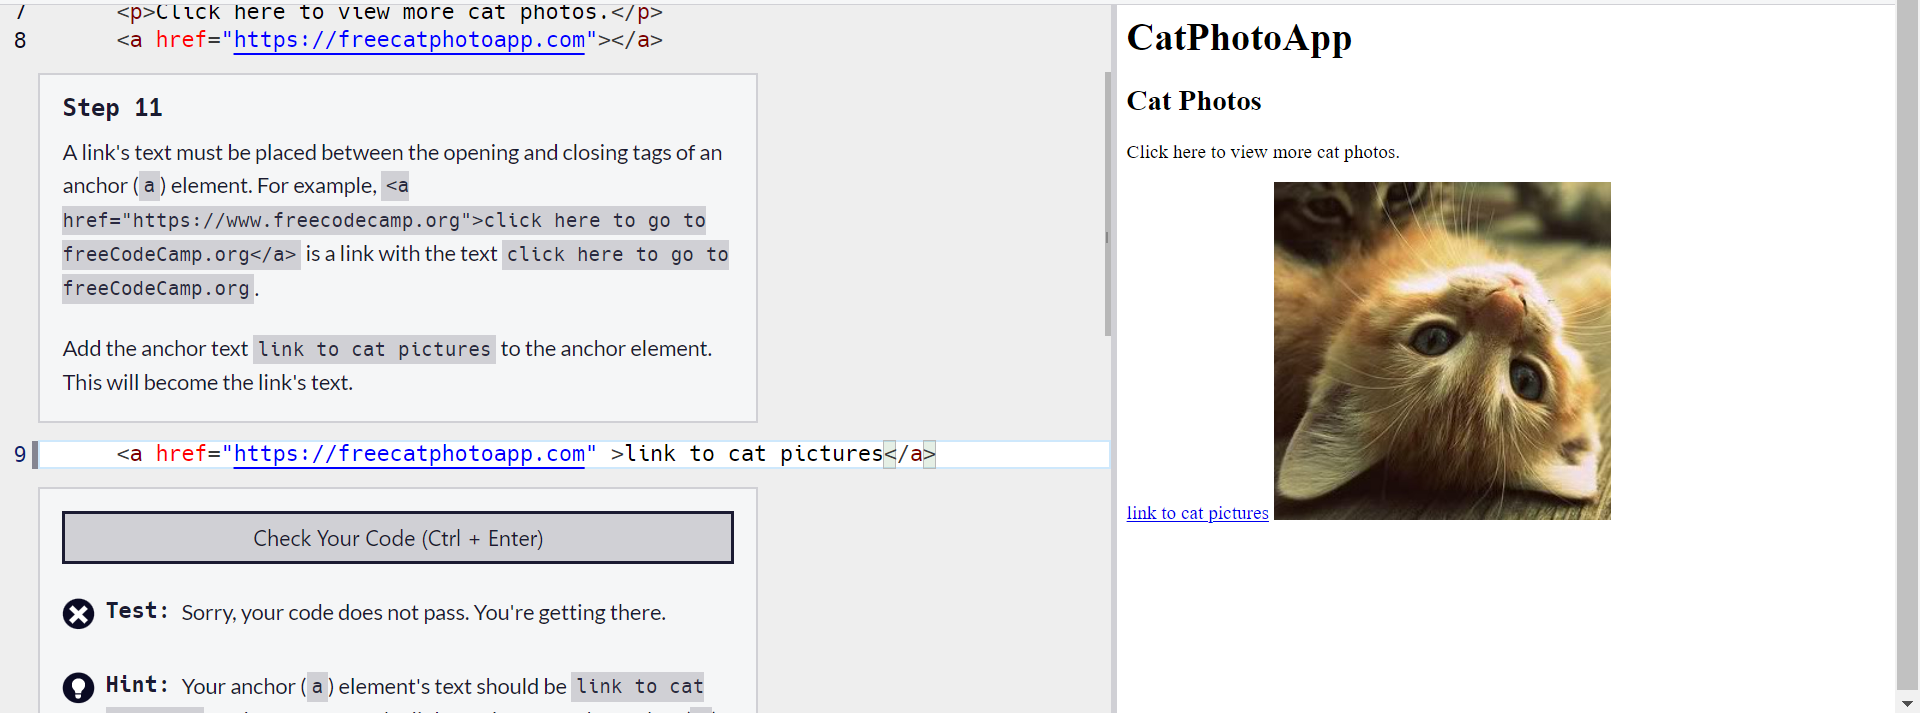 7 <p>Click here to view more cat photos.</p>
8 <a href="https://freecatphotoapp.com"></a>
Step 11
A link's text must be placed between the opening and closing tags of an
anchor (a) element. For example, <a
href="https://www.freecodecamp.org">click here to go to
freeCodeCamp.org</a> is a link with the text click here to go to
freeCodeCamp.org.
Add the anchor text link to cat pictures to the anchor element.
This will become the link's text.
9 <a href="https://freecatphotoapp.com" >link to cat pictures</a>
Check Your Code (Ctrl + Enter)
Test: Sorry, your code does not pass. You're getting there.
Hint: Your anchor (a) element's text should be link to cat
CatPhotoApp
Cat Photos
Click here to view more cat photos.
link to cat pictures